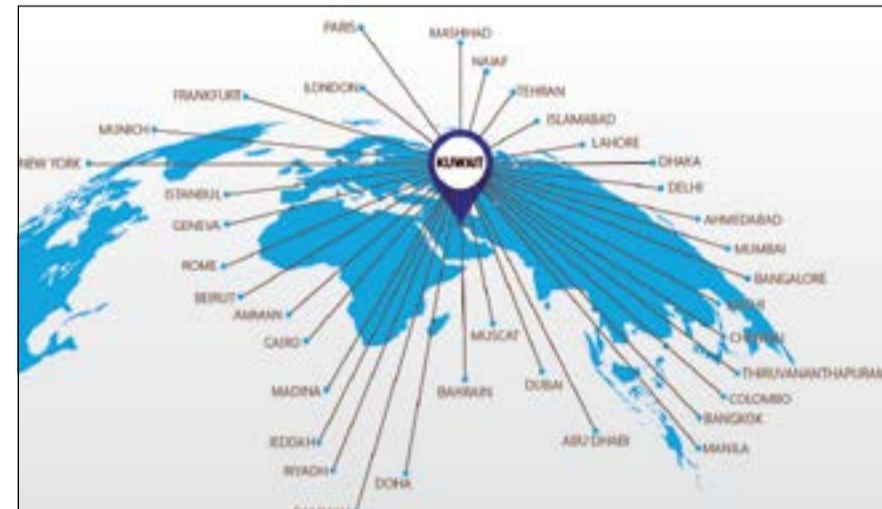 PARIS
MASHHAD
NAJAF
LONDON
TEHRAN
FRANKFURT
ISLAMABAD
MUNICH
LAHORE
NEW YORK
KUWAIT
DHAKA
ISTANBUL
DELHI
GENEVA
AHMEDABAD
MUMBAI
ROME
BANGALORE
BEIRUT
AMMAN
CAIRO
MUSCAT
CHENNAI
THIRUVANANTHAPURAM
MADINA
BAHRAIN
DUBAI
COLOMBO
BANGKOK
JEDDAH
ABU DHABI
MANILA
RIYADH
DOHA